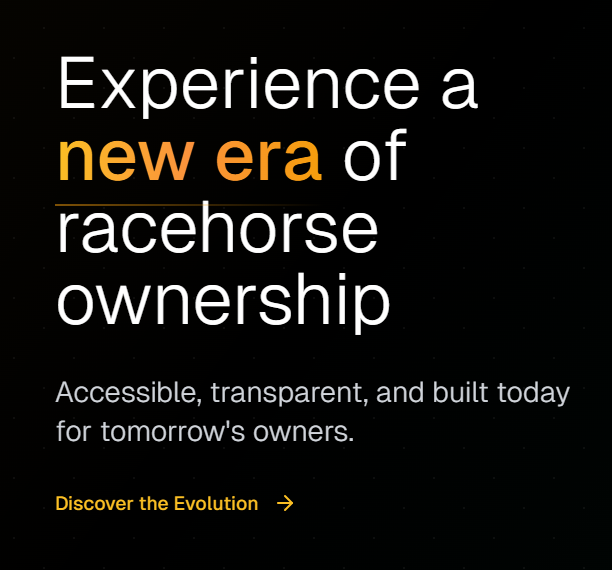 Experience a
new era of
racehorse
ownership
Accessible, transparent, and built today
for tomorrow's owners.
Discover the Evolution →